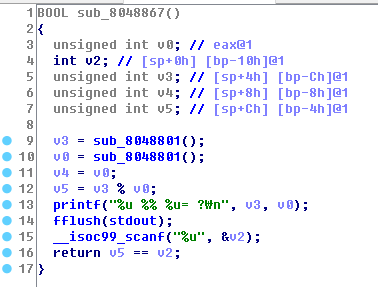 1 BOOL sub_8048867()
2 {
3 unsigned int v0; // eax@1
4 int v2; // [sp+0h] [bp-10h]@1
5 unsigned int v3; // [sp+4h] [bp-Ch]@1
6 unsigned int v4; // [sp+8h] [bp-8h]@1
7 unsigned int v5; // [sp+Ch] [bp-4h]@1
8
9 v3 = sub_8048801();
10 v0 = sub_8048801();
11 v4 = v0;
12 v5 = v3 % v0;
13 printf("%u %% %u= ?₩n", v3, v0);
14 fflush(stdout);
15 __isoc99_scanf("%u", &v2);
16 return v5 == v2;
17 }